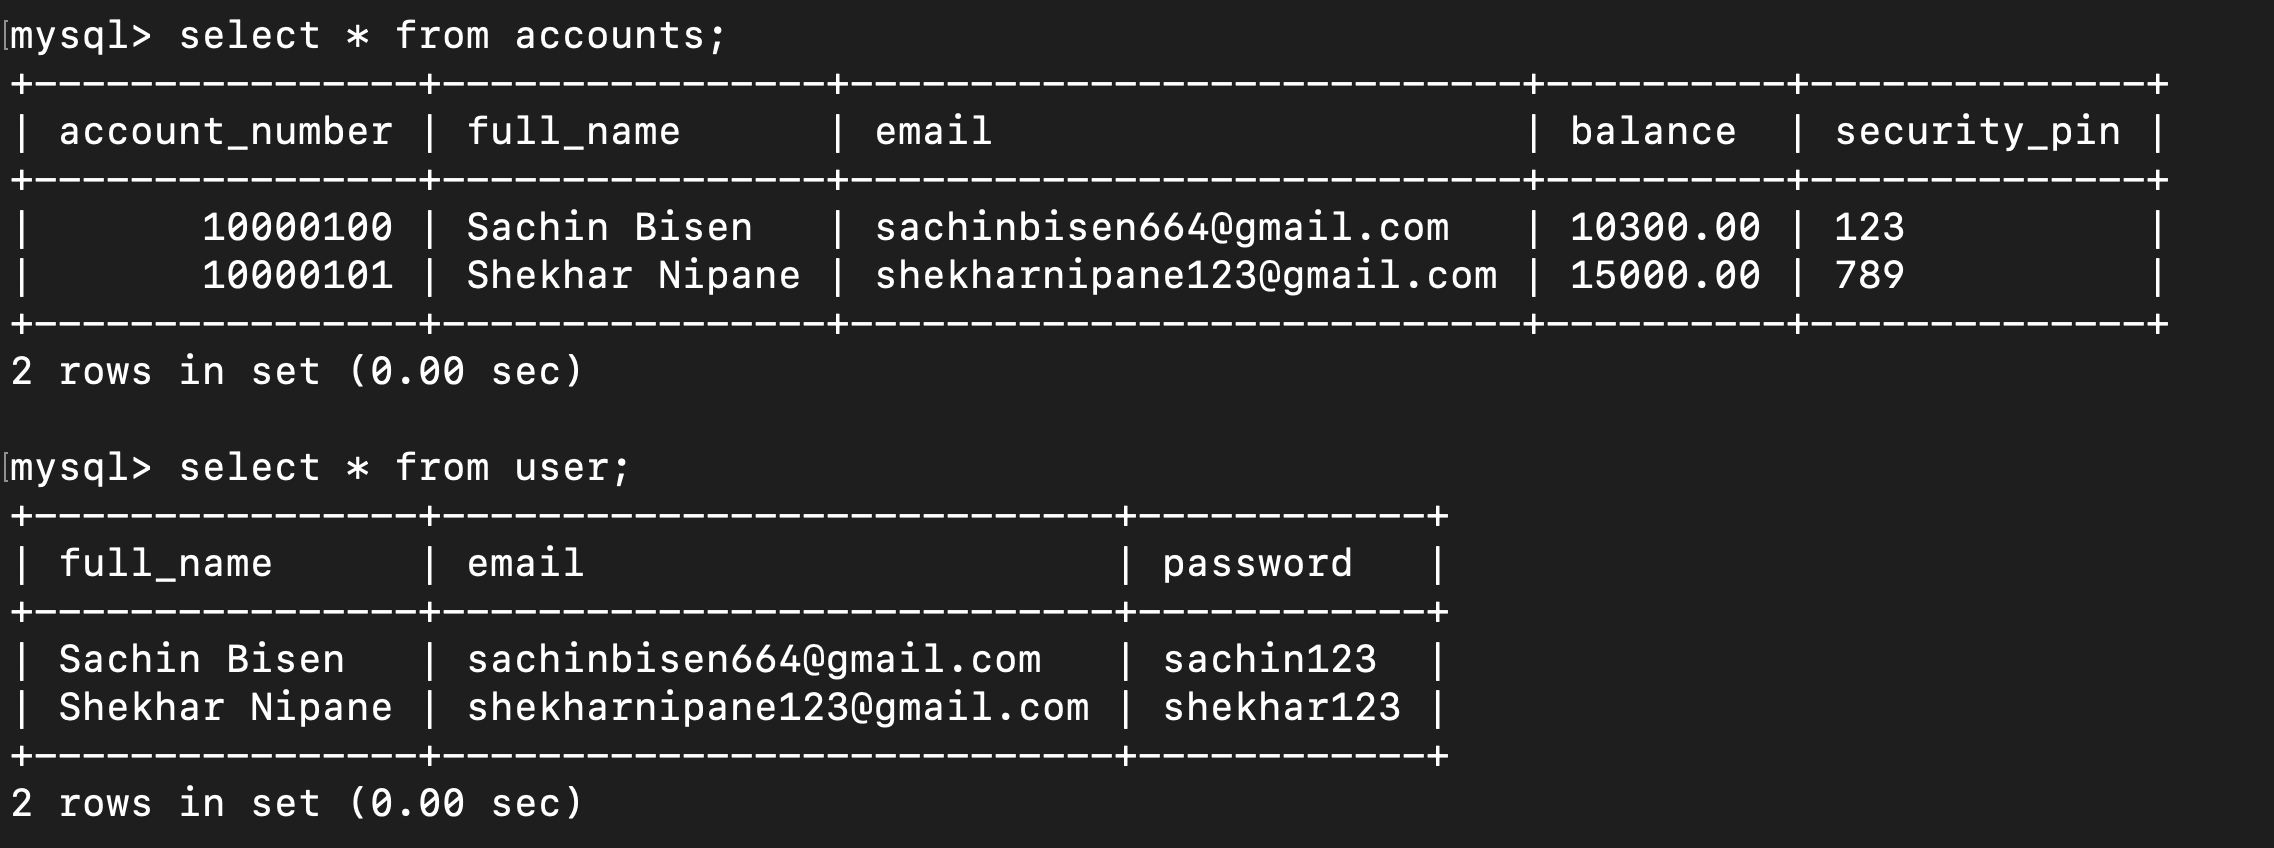 mysql> select * from accounts;
+----------------+---------------+----------------------------+----------+--------------+
| account_number | full_name     | email                      | balance  | security_pin |
+----------------+---------------+----------------------------+----------+--------------+
|       10000100 | Sachin Bisen  | sachinbisen664@gmail.com   | 10300.00 | 123          |
|       10000101 | Shekhar Nipane | shekharnipane123@gmail.com | 15000.00 | 789          |
+----------------+---------------+----------------------------+----------+--------------+
2 rows in set (0.00 sec)
mysql> select * from user;
+----------------+----------------------------+------------+
| full_name      | email                      | password   |
+----------------+----------------------------+------------+
| Sachin Bisen   | sachinbisen664@gmail.com   | sachin123  |
| Shekhar Nipane | shekharnipane123@gmail.com | shekhar123 |
+----------------+----------------------------+------------+
2 rows in set (0.00 sec)